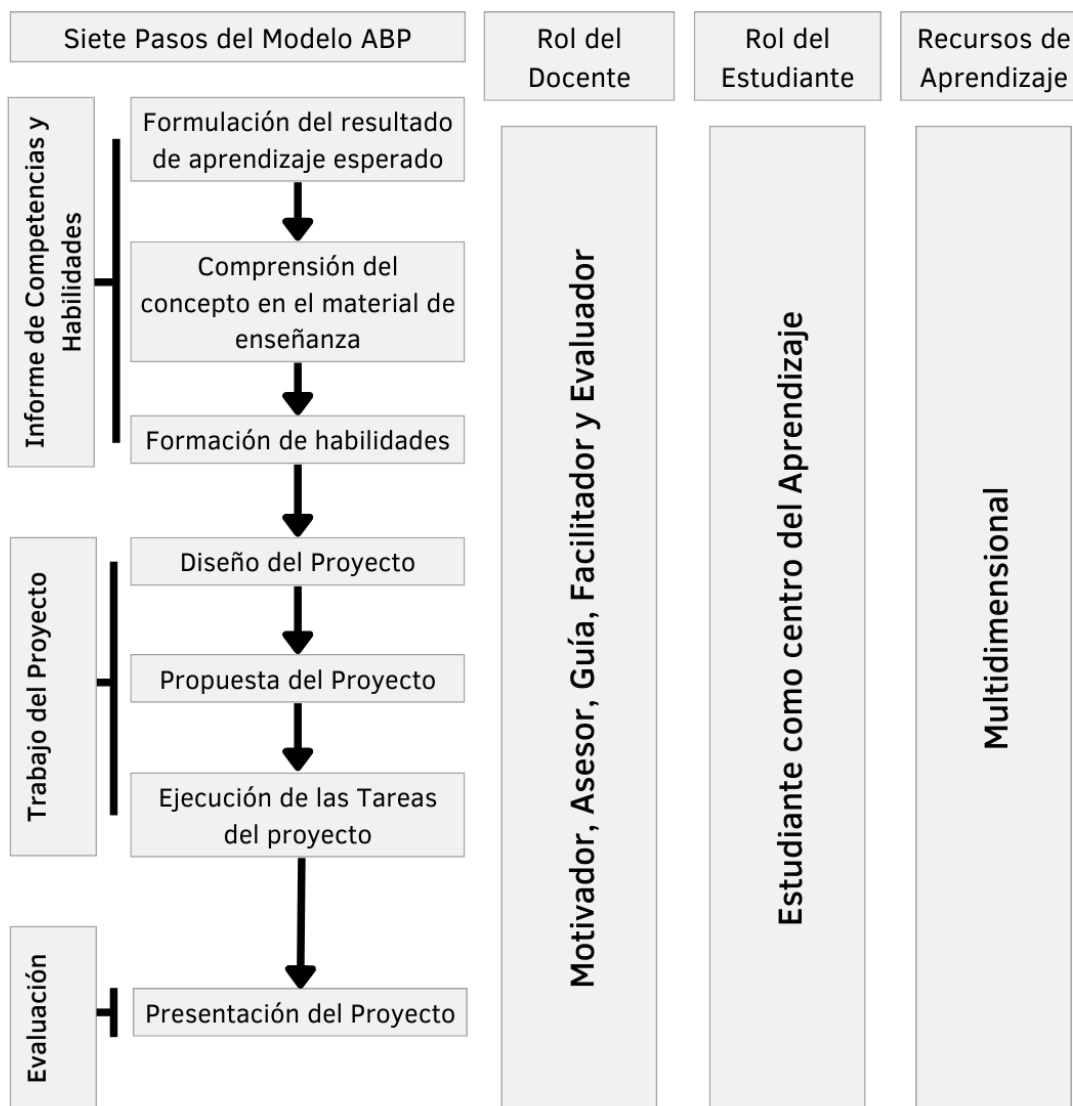 Siete Pasos del Modelo ABP
Rol del
Docente
Rol del
Estudiante
Recursos de
Aprendizaje
Informe de Competencias y
Habilidades
Formulación del resultado
de aprendizaje esperado
Comprensión del
concepto en el material de
enseñanza
Formación de habilidades
Trabajo del Proyecto
Diseño del Proyecto
Propuesta del Proyecto
Ejecución de las Tareas
del proyecto
Evaluación
Presentación del Proyecto
Motivador, Asesor, Guía, Facilitador y Evaluador
Estudiante como centro del Aprendizaje
Multidimensional